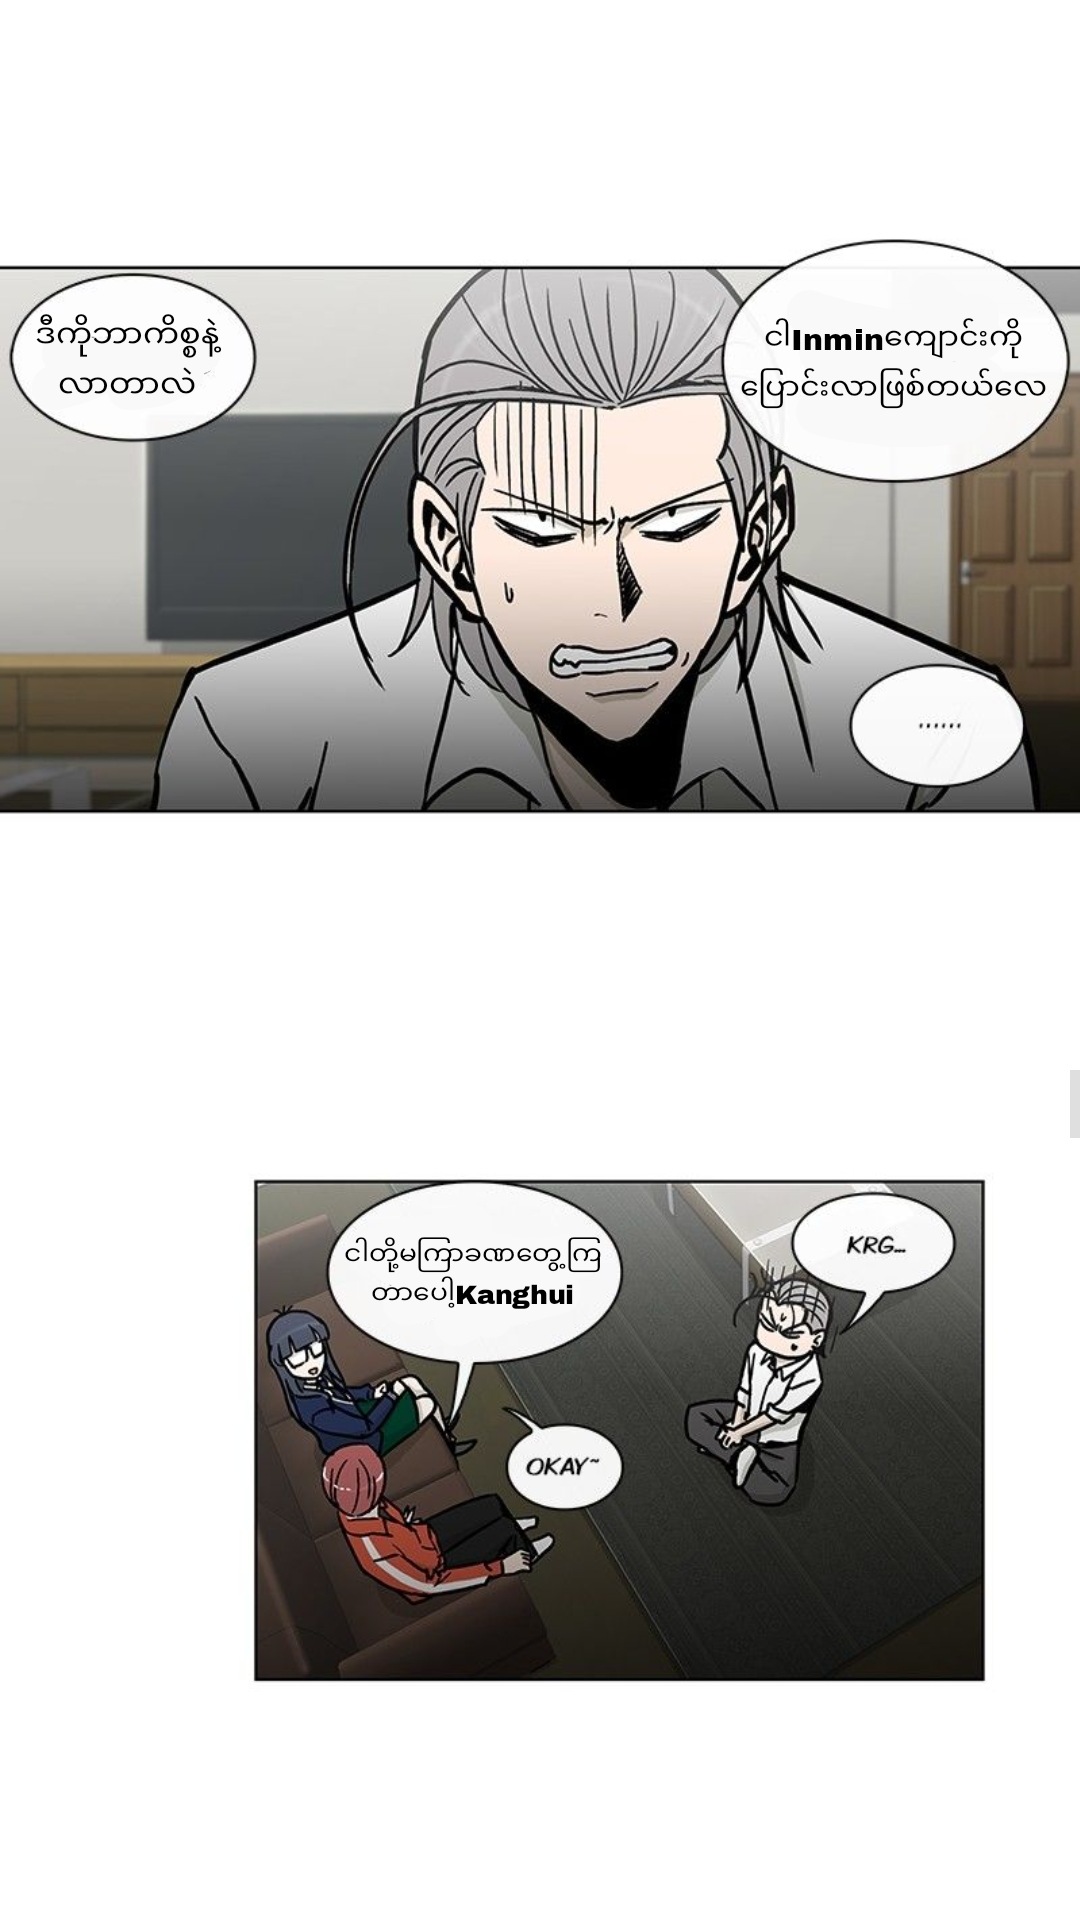 ဒီကိုဘာကိစ္စနဲ့
လာတာလဲ
ငါInminကျောင်းကို
ပြောင်းလာဖြစ်တယ်လေ
......
ငါတို့မကြာခဏတွေ့ကြ
တာပေါ့Kanghui
KRG...
OKAY~